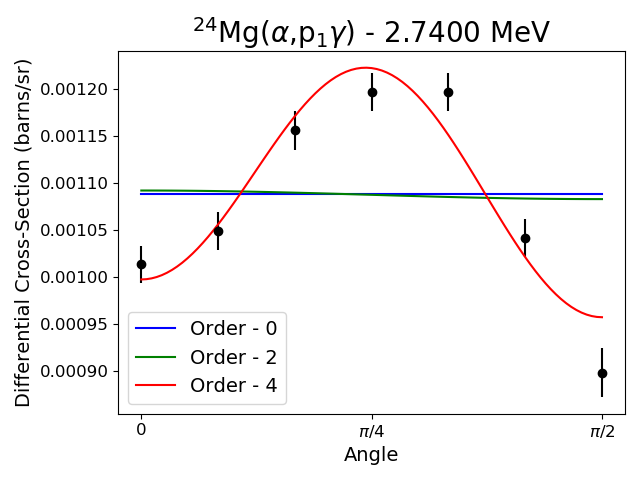 ²⁴Mg(α,p₁γ) - 2.7400 MeV
Differential Cross-Section (barns/sr)
0.00120
0.00115
0.00110
0.00105
0.00100
0.00095
0.00090
Order - 0
Order - 2
Order - 4
0
π/4
π/2
Angle